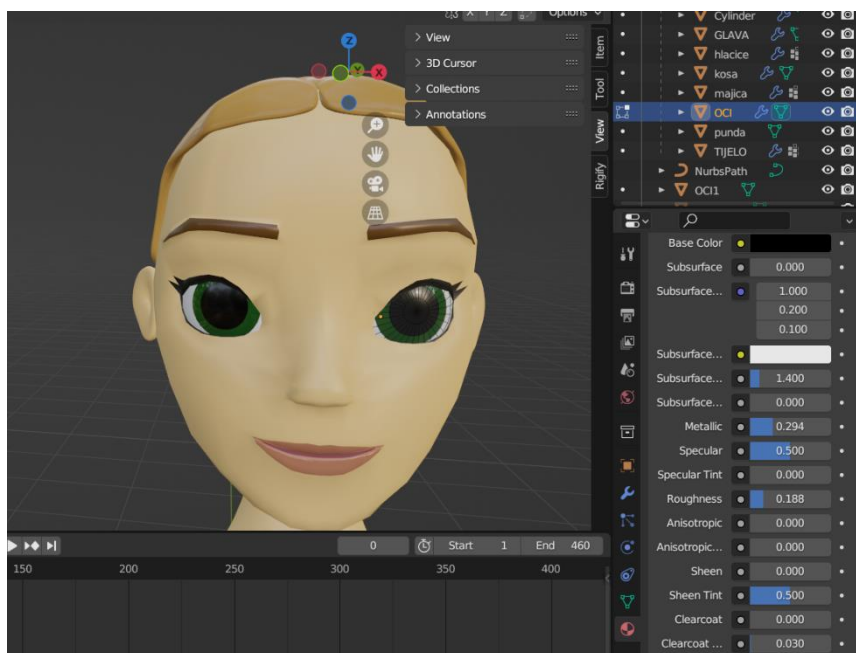 X Y Z
Options
View
3D Cursor
Collections
Annotations
Item
Tool
View
Rigify
Z
Y
X
Cylinder
GLAVA
hlacice
kosa
majica
OCI
punda
TIJELO
NurbsPath
OCI1
Base Color
Subsurface 0.000
Subsurface... 1.000
0.200
0.100
Subsurface...
Subsurface... 1.400
Subsurface... 0.000
Metallic 0.294
Specular 0.500
Specular Tint 0.000
Roughness 0.188
Anisotropic 0.000
Anisotropic... 0.000
Sheen 0.000
Sheen Tint 0.500
Clearcoat 0.000
Clearcoat ... 0.030
0 Start 1 End 460
150 200 250 300 350 400